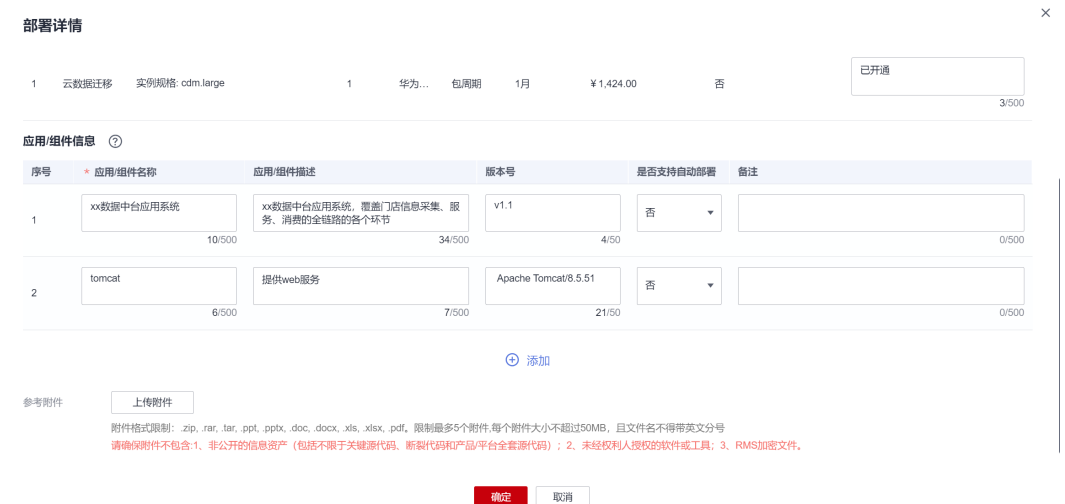 部署详情
1 云数据迁移 实例规格: cdm.large 1 华为... 包周期 1月 ¥1,424.00 否 已开通
3/500
应用/组件信息 ?
序号 * 应用/组件名称 应用/组件描述 版本号 是否支持自动部署 备注
1 xx数据中台应用系统 xx数据中台应用系统，覆盖门店信息采集、服 v1.1 否
务、消费的全链路的各个环节
10/500 34/500 4/50 0/500
2 tomcat 提供web服务 Apache Tomcat/8.5.51 否
6/500 7/500 21/50 0/500
添加
参考附件 上传附件
附件格式限制：.zip, .rar, .tar, .ppt, .pptx, .doc, .docx, .xls, .xlsx, .pdf。限制最多5个附件,每个附件大小不超过50MB，且文件名不得带英文分号
请确保附件不包含:1、非公开的信息资产（包括不限于关键源代码、断裂代码和产品/平台全套源代码）；2、未经权利人授权的软件或工具；3、RMS加密文件。
确定 取消